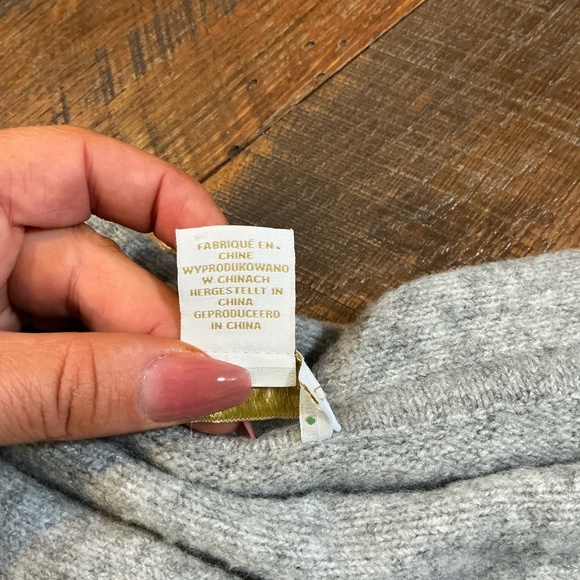 FABRIQUÉ EN
CHINE
WYPRODUKOWANO
W CHINACH
HERGESTELLT IN
CHINA
GEPRODUCEERD
IN CHINA